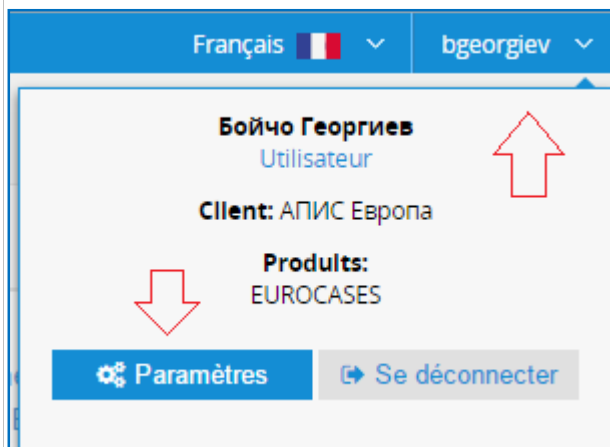 Français bgeorgiev
Бойчо Георгиев
Utilisateur
Client: АПИС Европа
Produits:
EUROCASES
Paramètres Se déconnecter